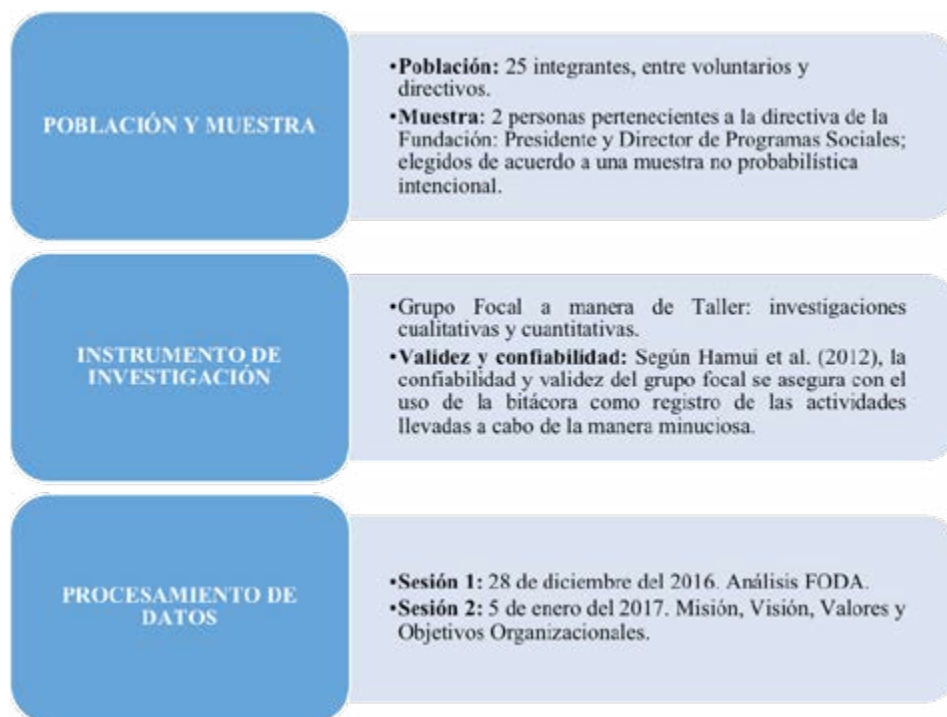 POBLACIÓN Y MUESTRA
•Población: 25 integrantes, entre voluntarios y
directivos.
•Muestra: 2 personas pertenecientes a la directiva de la
Fundación: Presidente y Director de Programas Sociales;
elegidos de acuerdo a una muestra no probabilística
intencional.
INSTRUMENTO DE
INVESTIGACIÓN
•Grupo Focal a manera de Taller: investigaciones
cualitativas y cuantitativas.
•Validez y confiabilidad: Según Hamui et al. (2012), la
confiabilidad y validez del grupo focal se asegura con el
uso de la bitácora como registro de las actividades
llevadas a cabo de la manera minuciosa.
PROCESAMIENTO DE
DATOS
•Sesión 1: 28 de diciembre del 2016. Análisis FODA.
•Sesión 2: 5 de enero del 2017. Misión, Visión, Valores y
Objetivos Organizacionales.